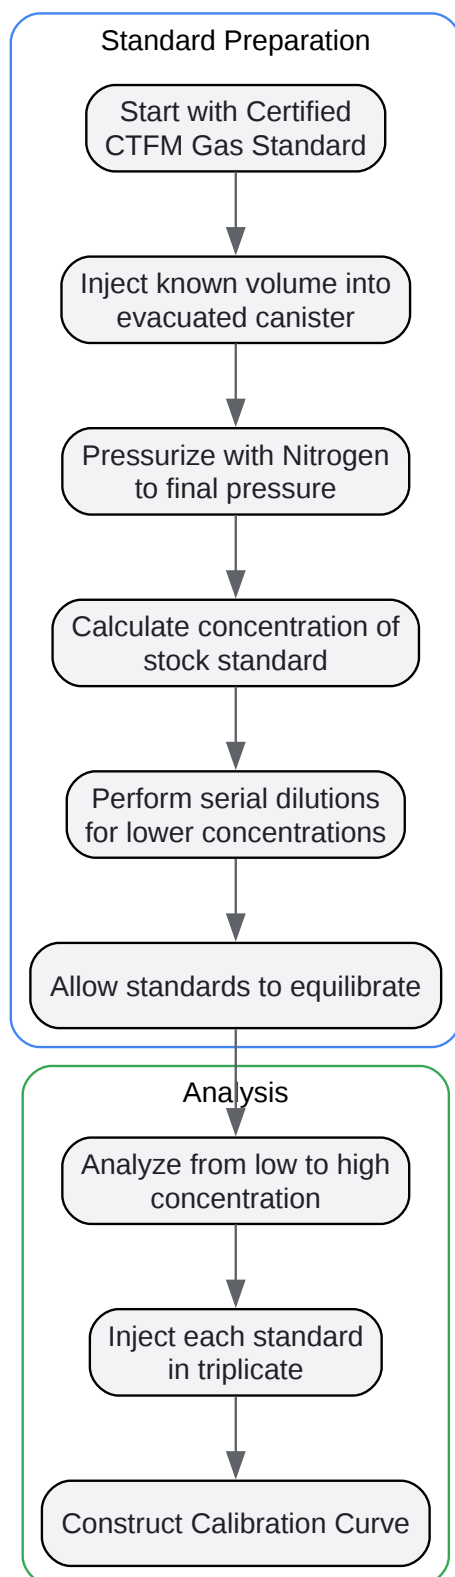 Standard Preparation
Start with Certified
CTFM Gas Standard
Inject known volume into
evacuated canister
Pressurize with Nitrogen
to final pressure
Calculate concentration of
stock standard
Perform serial dilutions
for lower concentrations
Allow standards to equilibrate
Analysis
Analyze from low to high
concentration
Inject each standard
in triplicate
Construct Calibration Curve